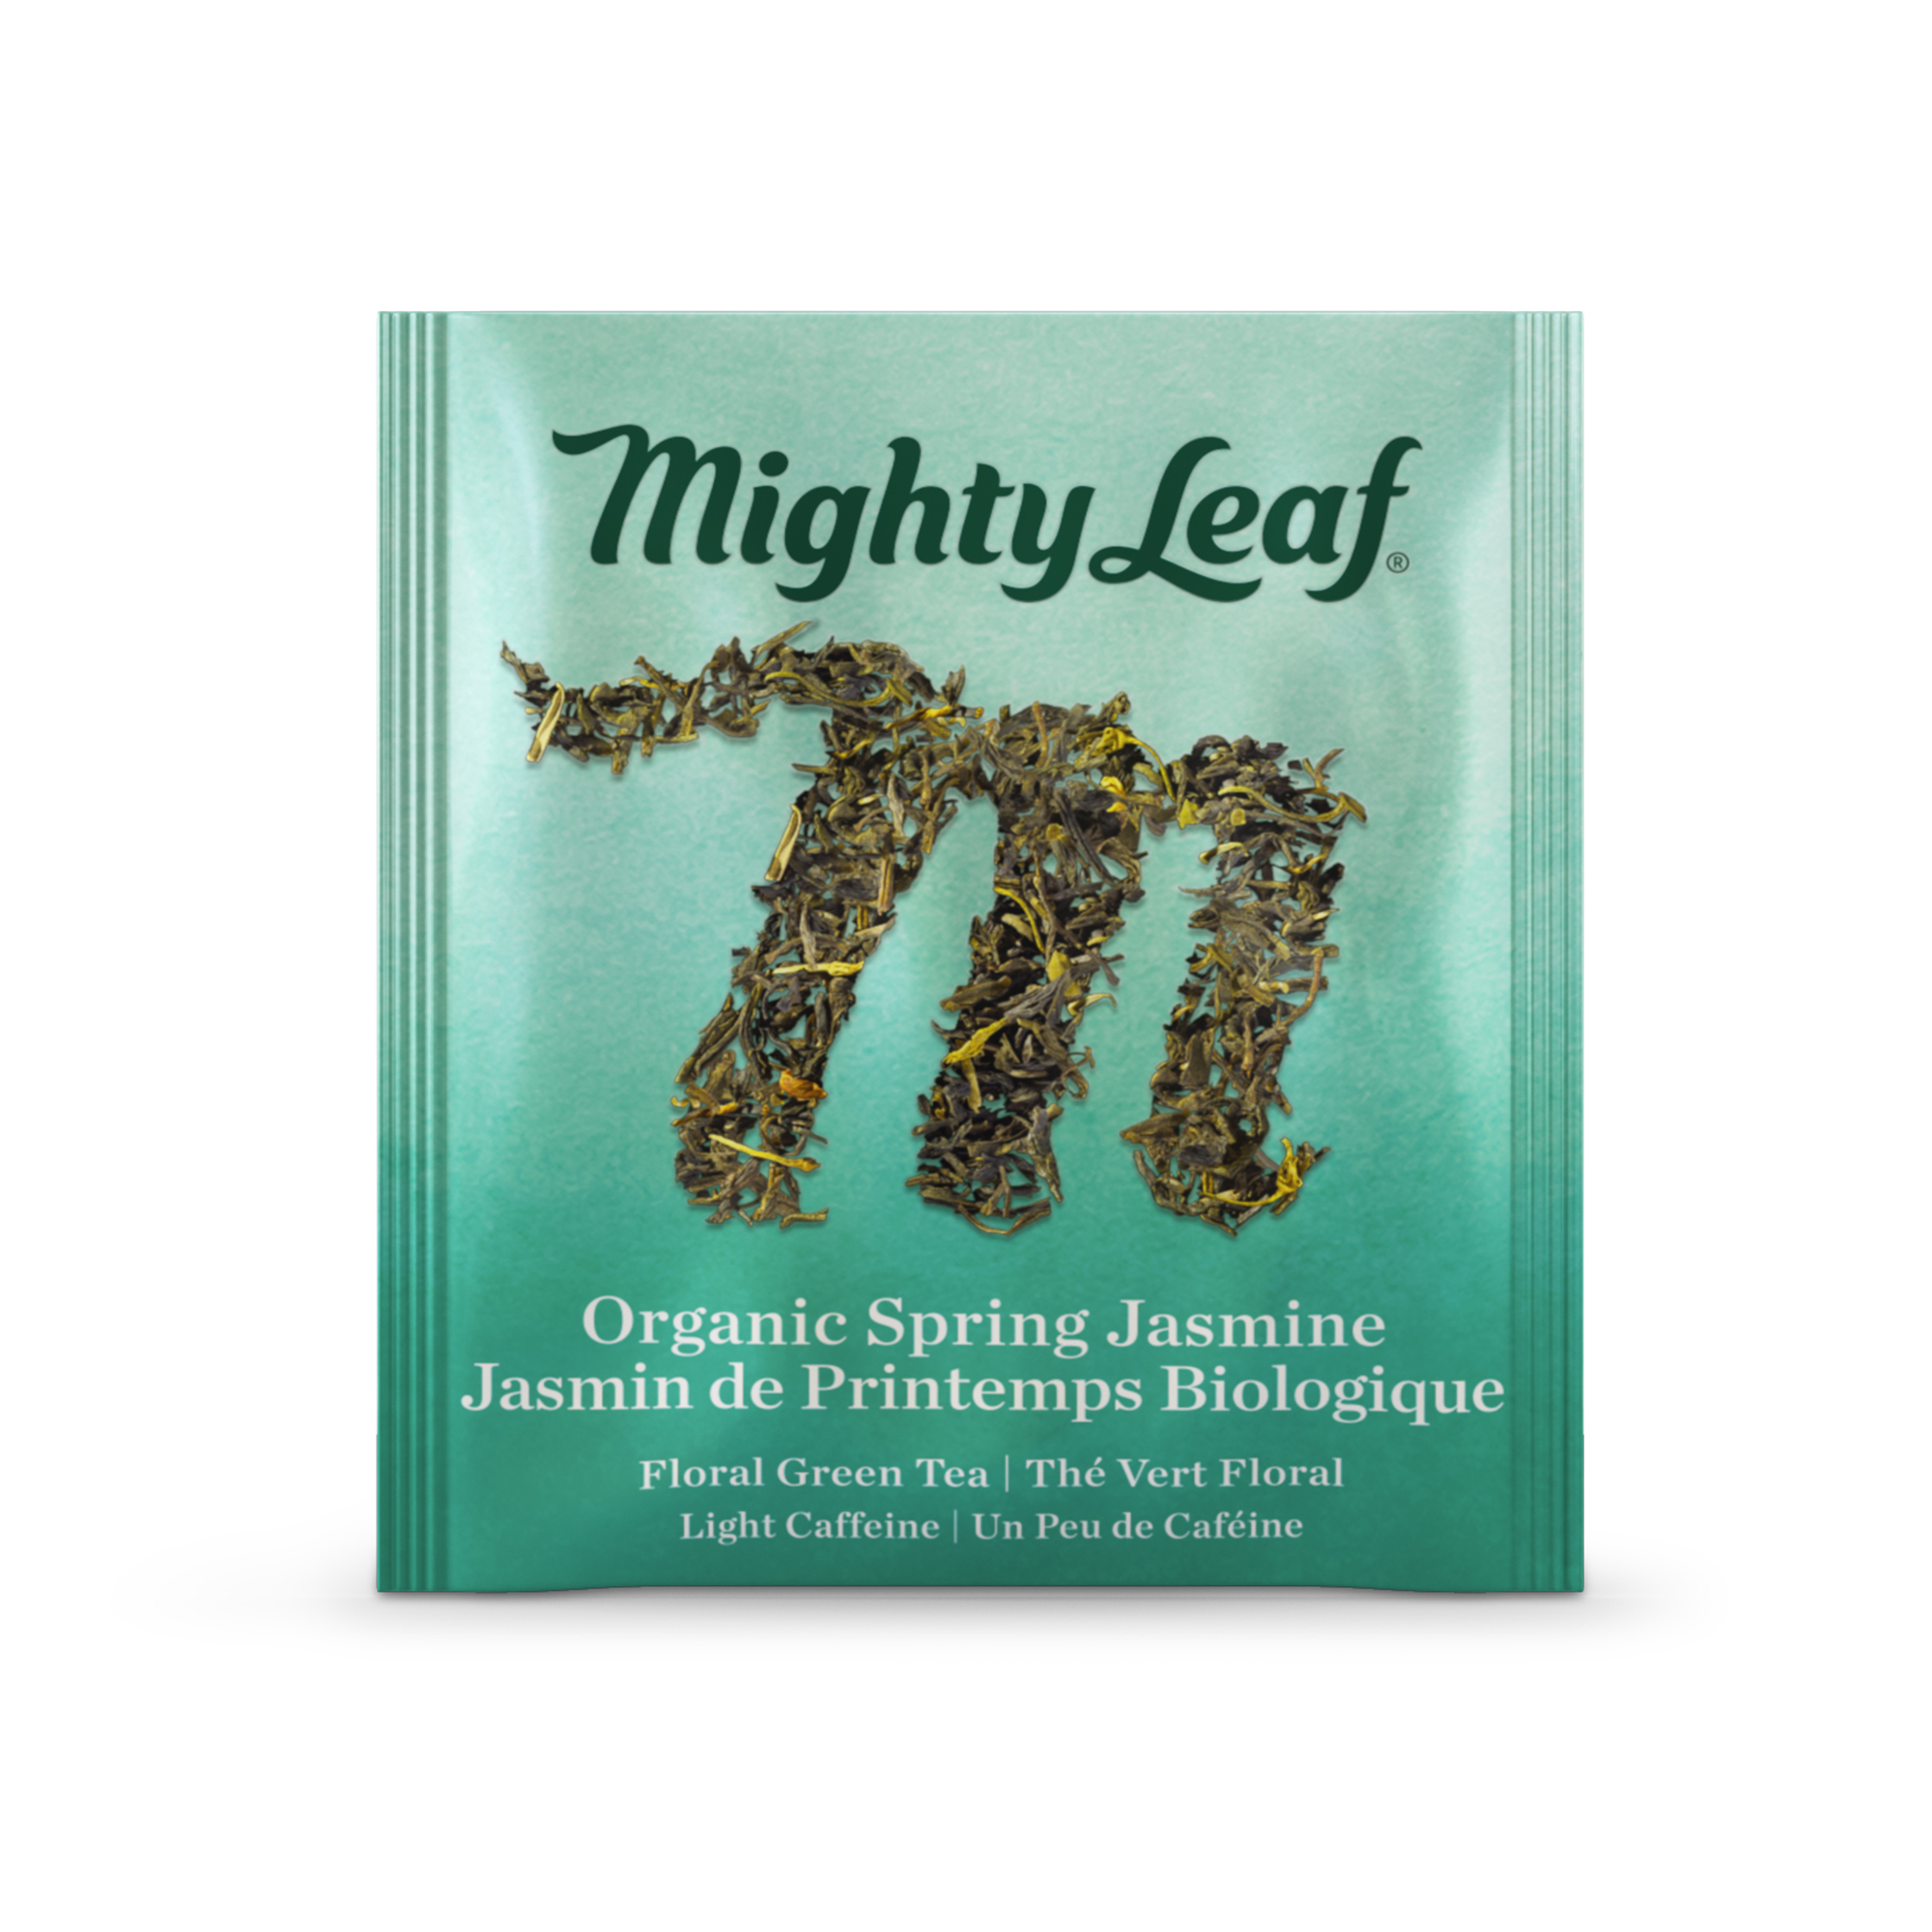 Mighty Leaf®
m
Organic Spring Jasmine
Jasmin de Printemps Biologique
Floral Green Tea | Thé Vert Floral
Light Caffeine | Un Peu de Caféine